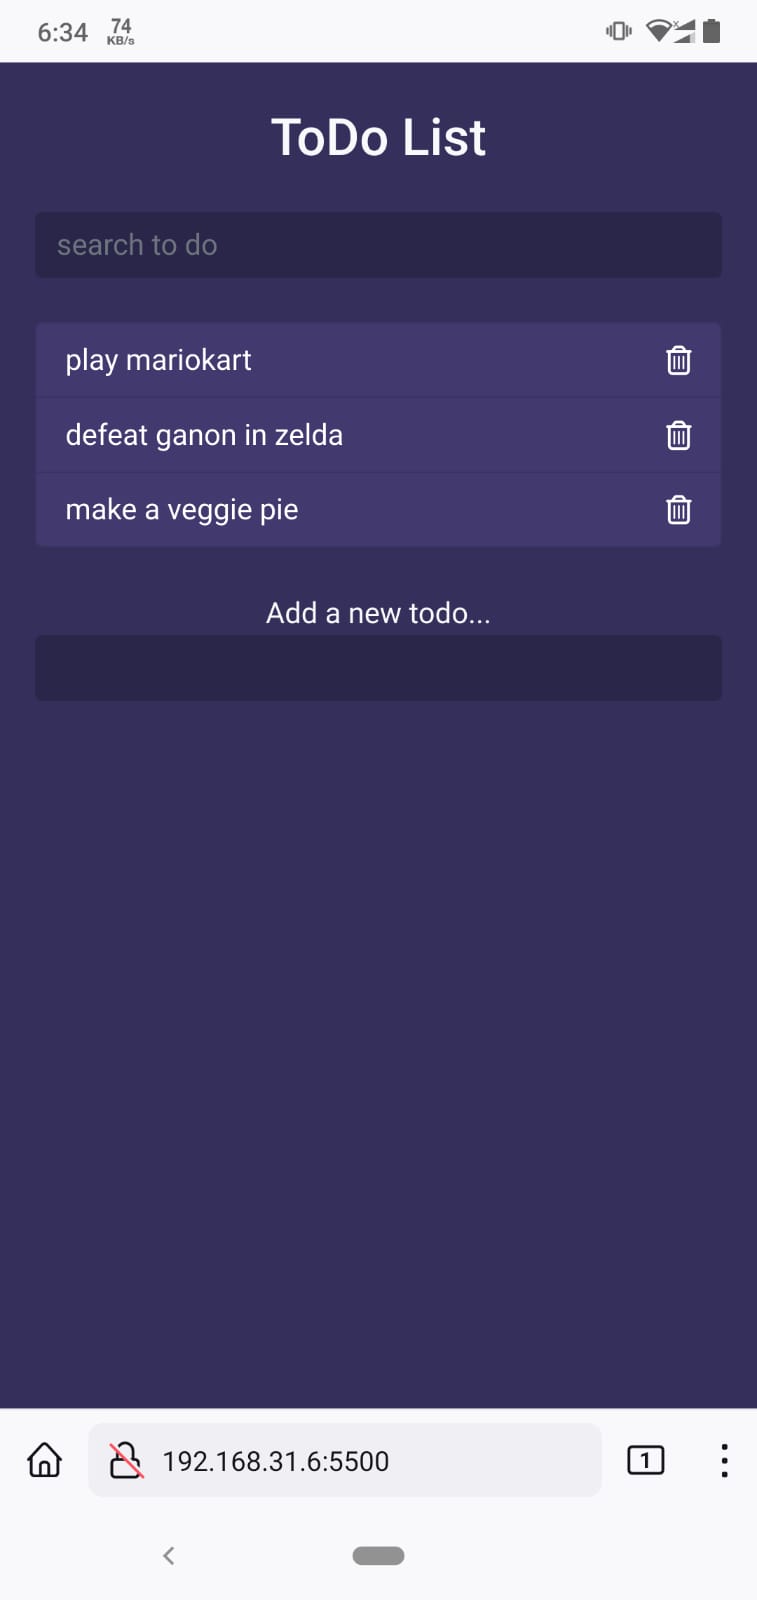 6:34 74 KB/s
ToDo List
search to do
play mariokart
defeat ganon in zelda
make a veggie pie
Add a new todo...
192.168.31.6:5500 1